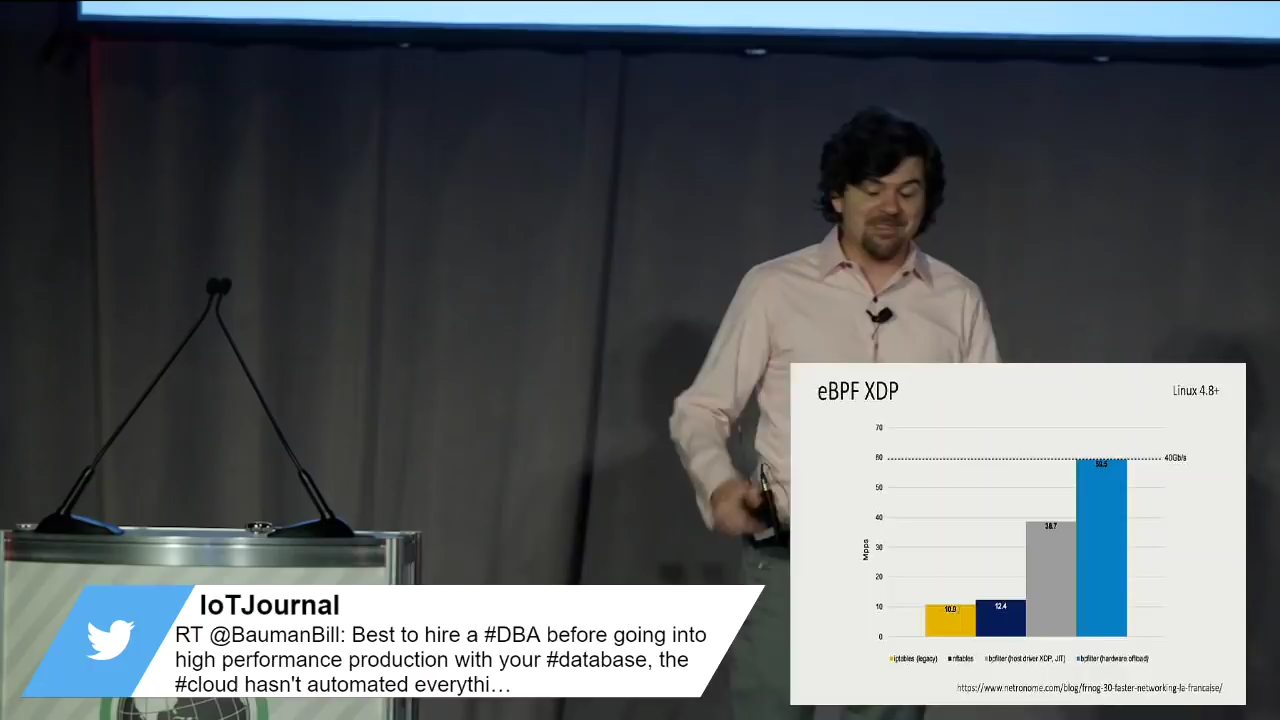 IoTJournal
RT @BaumanBill: Best to hire a #DBA before going into
high performance production with your #database, the
#cloud hasn't automated everythi…
eBPF XDP
Linux 4.8+
70
60
40Gb/s
50
40
30
20
10
0
Mpps
10.9
12.4
38.7
59.5
iptables (legacy) nftables bpfilter (host driver XDP, JIT) bpfilter (hardware offload)
https://www.netronome.com/blog/frnog-30-faster-networking-la-francaise/